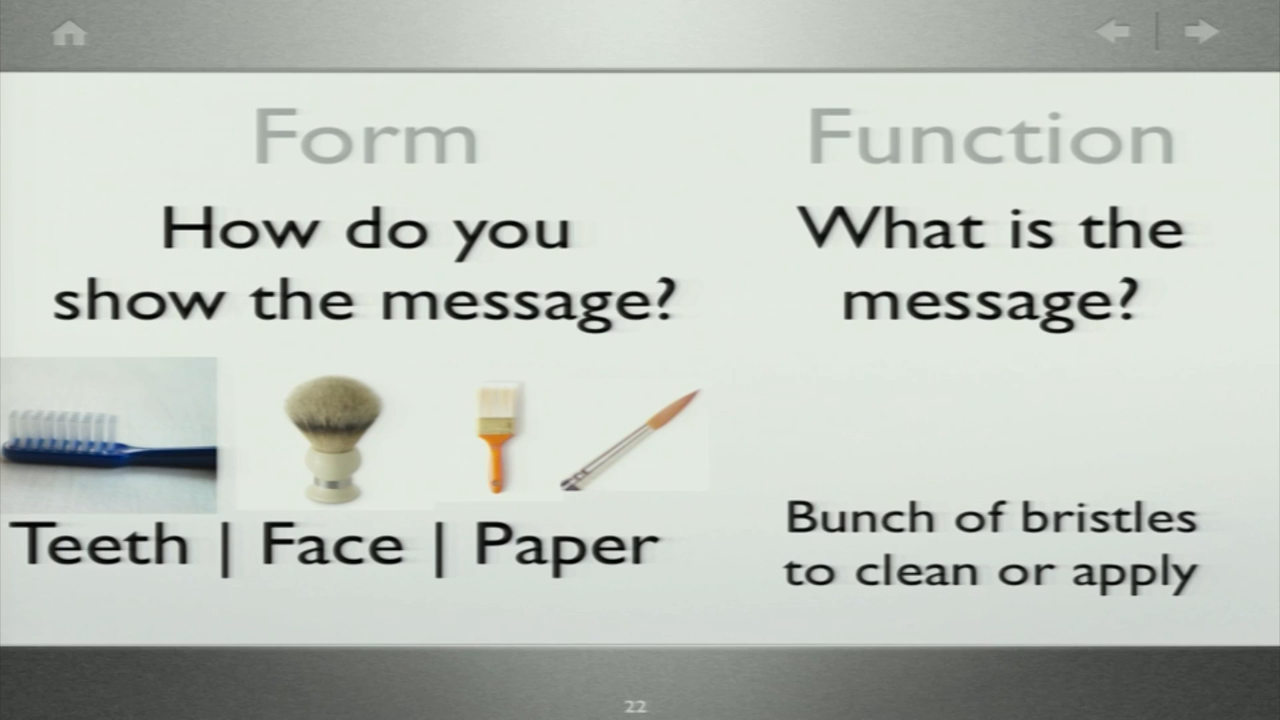 Form
How do you
show the message?
Teeth | Face | Paper
Function
What is the
message?
Bunch of bristles
to clean or apply
22